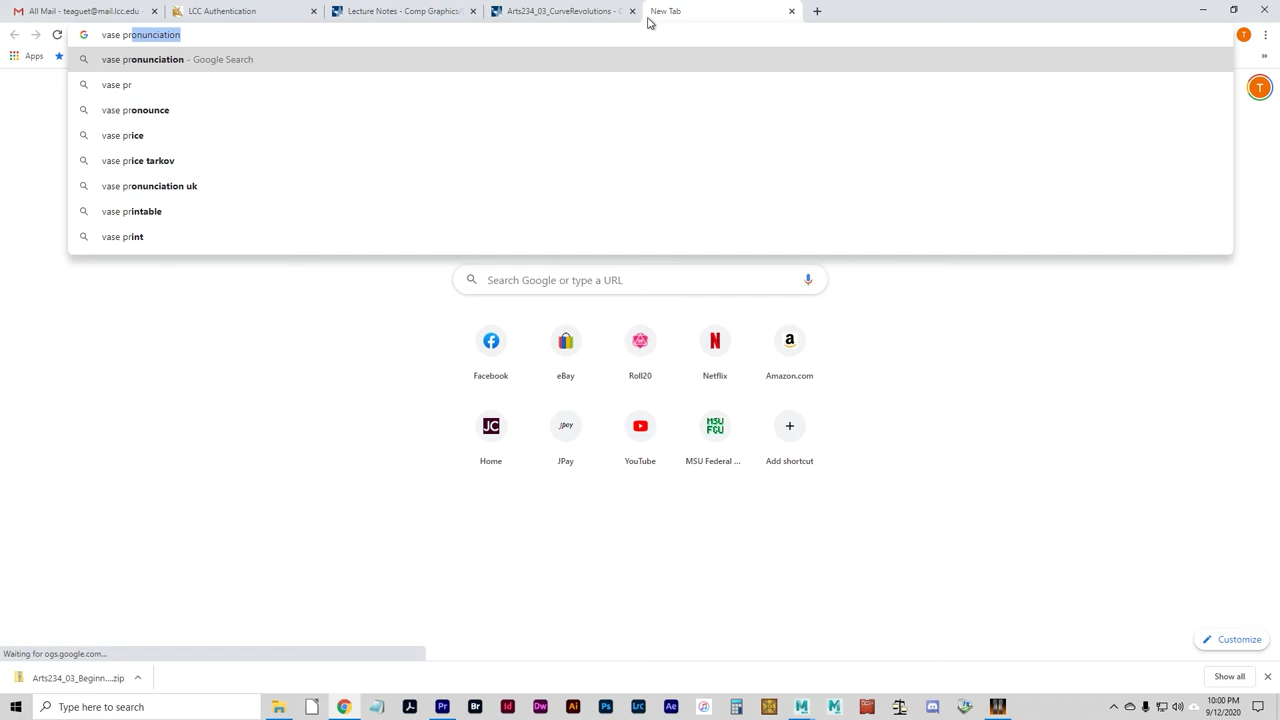 All Mail - teaguet@mail.lcc.edu
LCC Authentication
Lecture Notes - Comp Graphics/
Arts234_03_CurveRevolutions - C
New Tab
vase pronunciation
Apps
vase pronunciation - Google Search
vase pr
vase pronounce
vase price
vase price tarkov
vase pronunciation uk
vase printable
vase print
T
T
Search Google or type a URL
Facebook
eBay
Roll20
Netflix
Amazon.com
Home
JPay
YouTube
MSU Federal ...
Add shortcut
Customize
Waiting for ogs.google.com...
Arts234_03_Beginn....zip
Show all
Type here to search
10:00 PM
9/12/2020